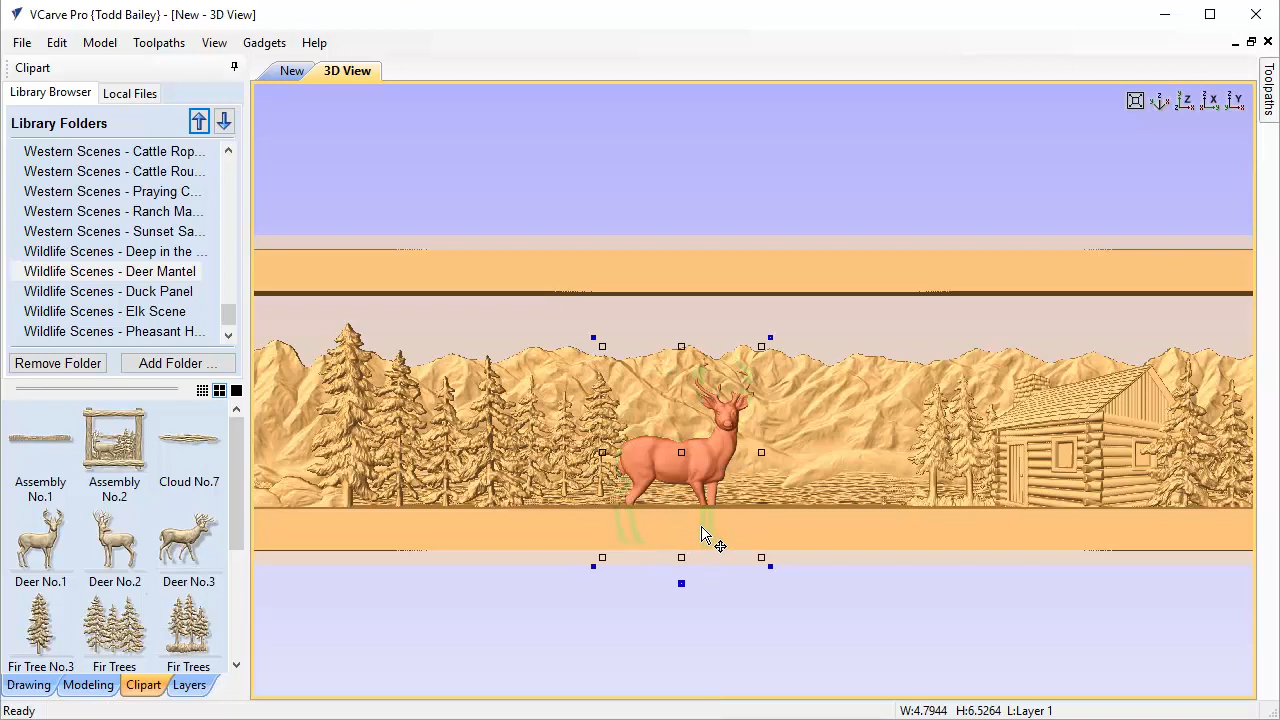 VCarve Pro {Todd Bailey} - [New - 3D View]
File Edit Model Toolpaths View Gadgets Help
Clipart
Library Browser Local Files
Library Folders
Western Scenes - Cattle Rop...
Western Scenes - Cattle Rou...
Western Scenes - Praying C...
Western Scenes - Ranch Ma...
Western Scenes - Sunset Sa...
Wildlife Scenes - Deep in the ...
Wildlife Scenes - Deer Mantel
Wildlife Scenes - Duck Panel
Wildlife Scenes - Elk Scene
Wildlife Scenes - Pheasant H...
Remove Folder Add Folder ...
Assembly No.1
Assembly No.2
Cloud No.7
Deer No.1 Deer No.2 Deer No.3
Fir Tree No.3 Fir Trees Fir Trees
Drawing Modeling Clipart Layers
Ready
New 3D View
Z X Y
Toolpaths
W:4.7944 H:6.5264 L:Layer 1